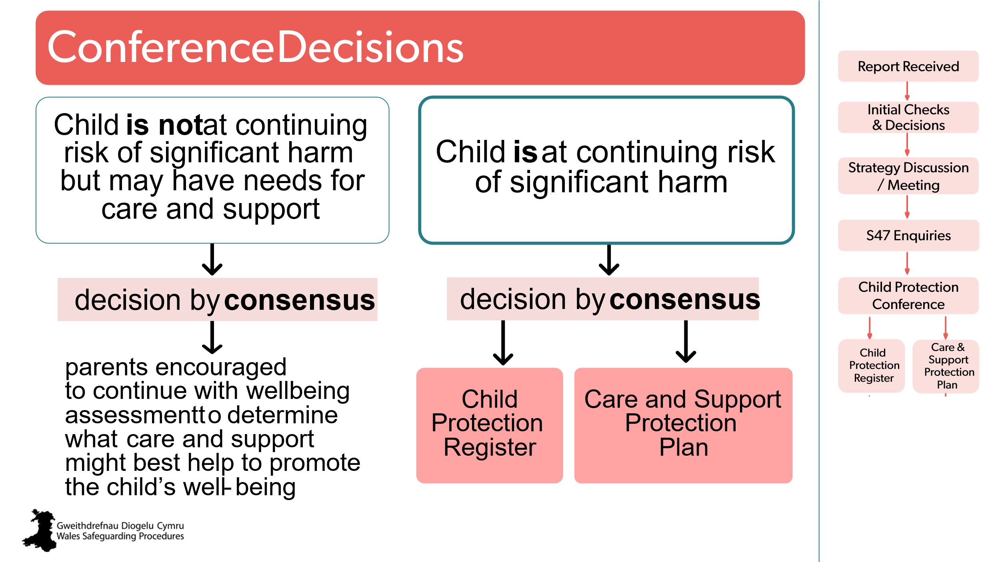 ConferenceDecisions
Child is notat continuing
risk of significant harm
but may have needs for
care and support
decision by consensus
parents encouraged
to continue with wellbeing
assessmentto determine
what care and support
might best help to promote
the child’s well-being
Child is at continuing risk
of significant harm
decision by consensus
Child
Protection
Register
Care and Support
Protection
Plan
Gweithdrefnau Diogelu Cymru
Wales Safeguarding Procedures
Report Received
Initial Checks
& Decisions
Strategy Discussion
/ Meeting
S47 Enquiries
Child Protection
Conference
Child
Protection
Register
Care &
Support
Protection
Plan